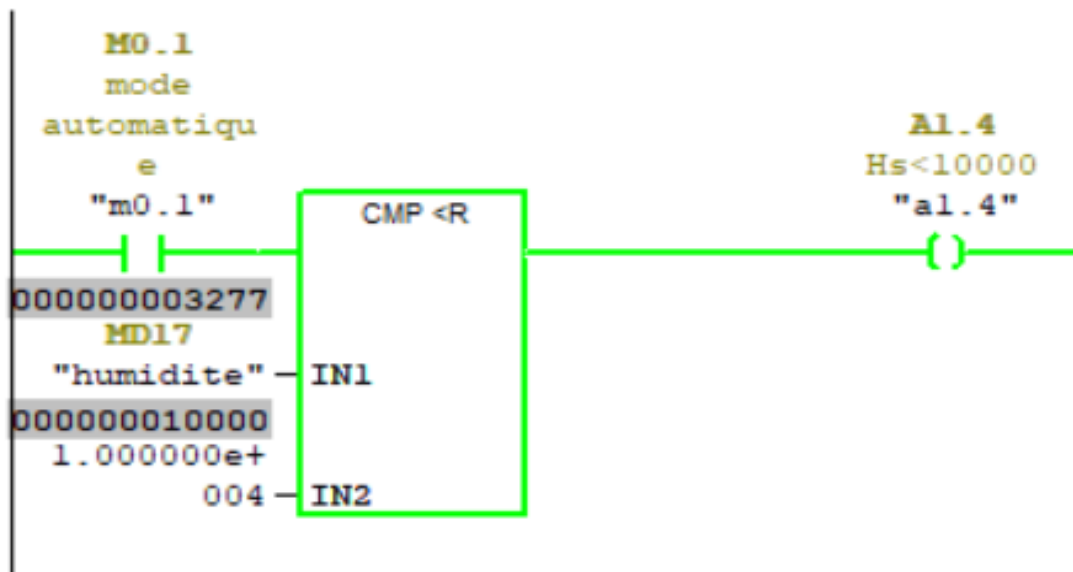 M0.1
mode
automatiqu
e
"m0.1"
A1.4
Hs<10000
"a1.4"
CMP <R
000000003277
MD17
"humidite"
IN1
000000010000
1.000000e+
004
IN2